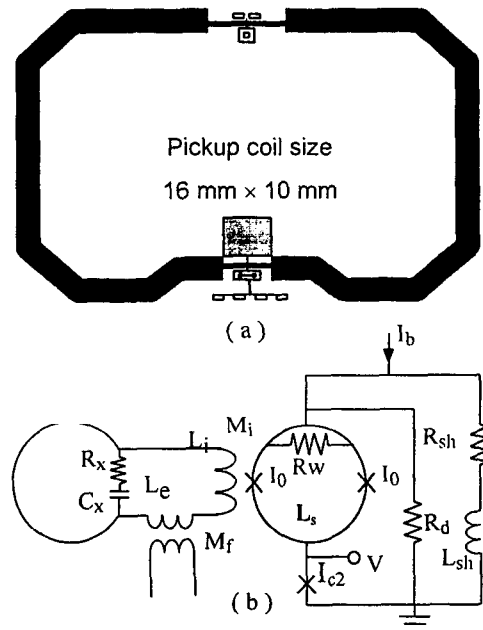 Pickup coil size
16 mm × 10 mm
( a )
I_b
L_i
M_i
R_sh
R_x
R_w
I_0
I_0
L_e
C_x
L_s
R_d
M_f
L_sh
V
I_c2
( b )